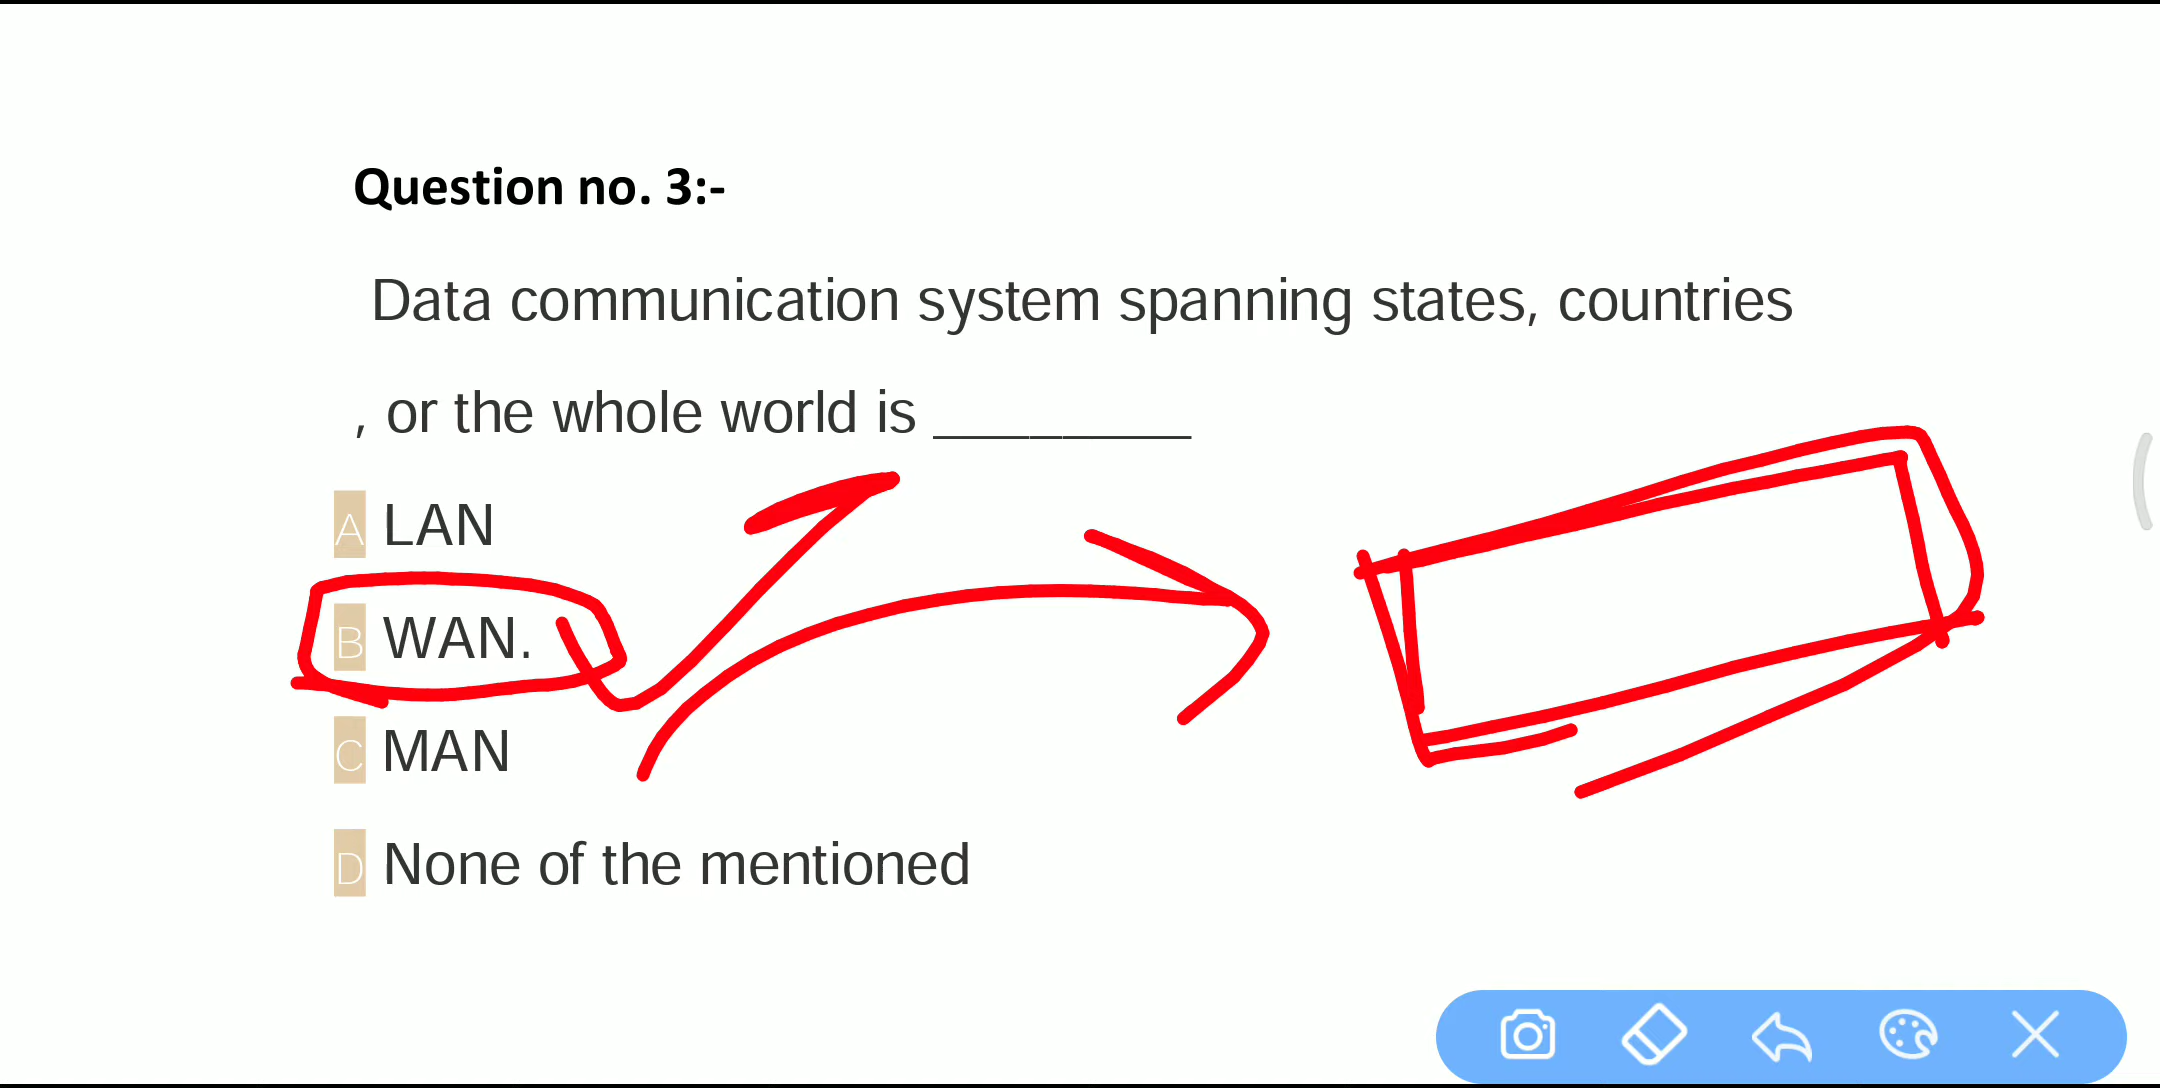 Question no. 3:-
Data communication system spanning states, countries
, or the whole world is ________
A LAN
B WAN.
C MAN
D None of the mentioned